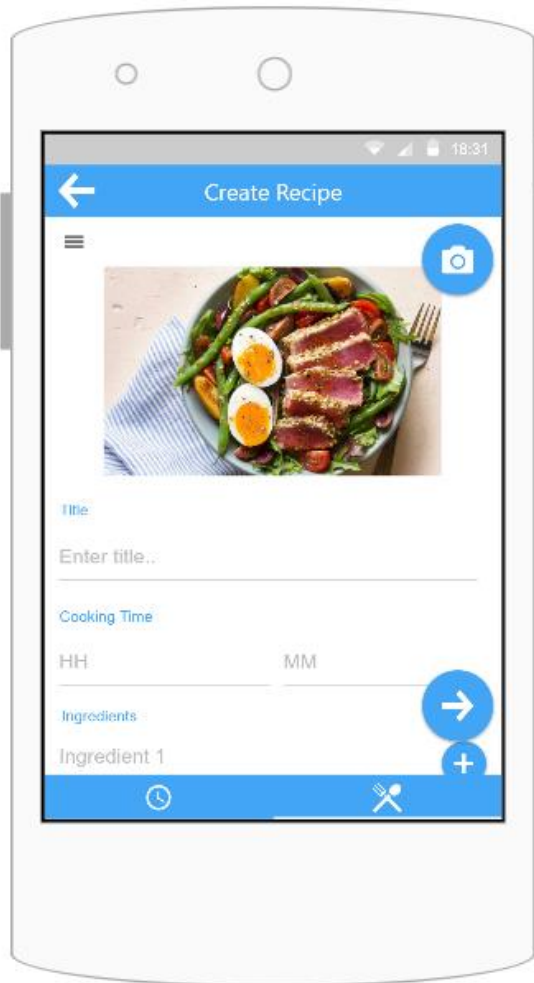 18:31
Create Recipe
Title
Enter title..
Cooking Time
HH MM
Ingredients
Ingredient 1